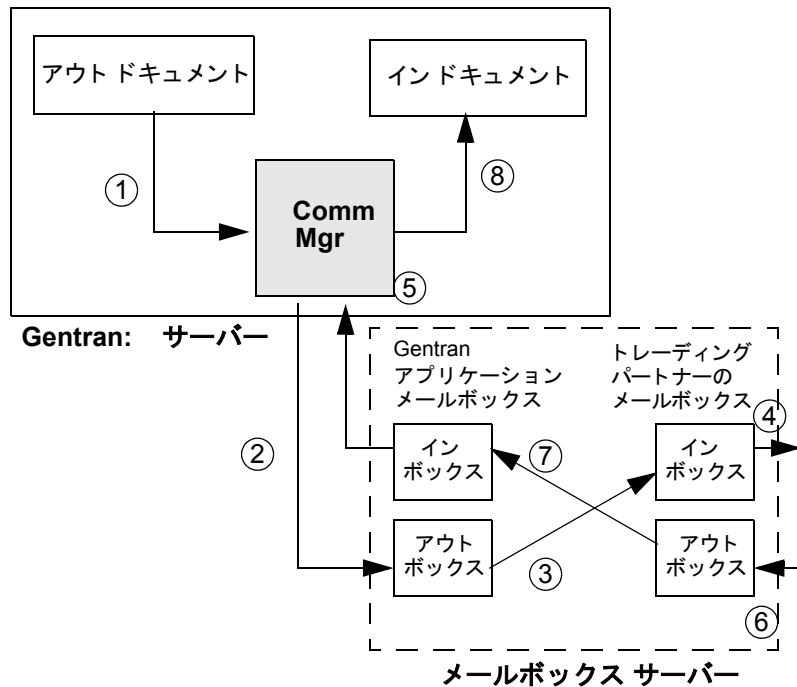 アウト ドキュメント
イン ドキュメント
①
⑧
Comm
Mgr
⑤
Gentran: サーバー
Gentran
アプリケーション
メールボックス
トレーディング
パートナーの
メールボックス
④
②
イン
ボックス
⑦
イン
ボックス
アウト
ボックス
③
アウト
ボックス
⑥
メールボックス サーバー